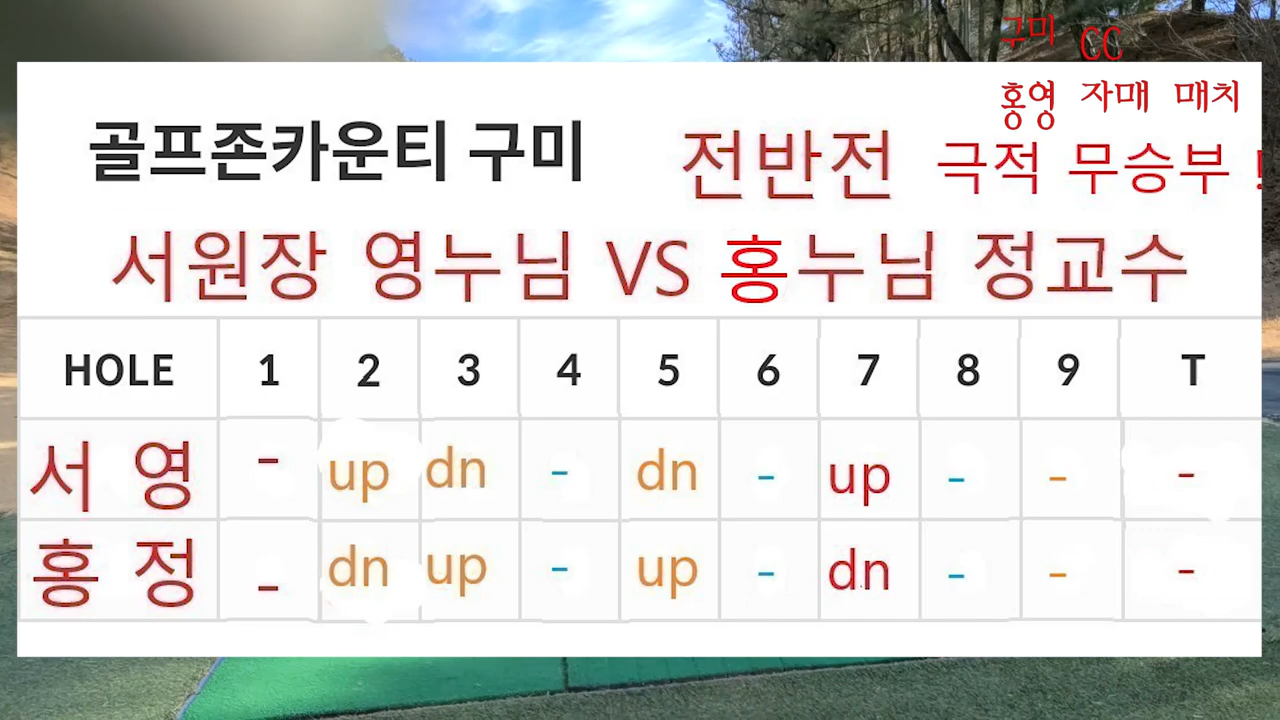 구미 CC
홍영 자매 매치
골프존카운티 구미 전반전 극적 무승부 !
서원장 영누님 VS 홍누님 정교수
HOLE 1 2 3 4 5 6 7 8 9 T
서 영 - up dn - dn - up - - -
홍 정 - dn up - up - dn - - -